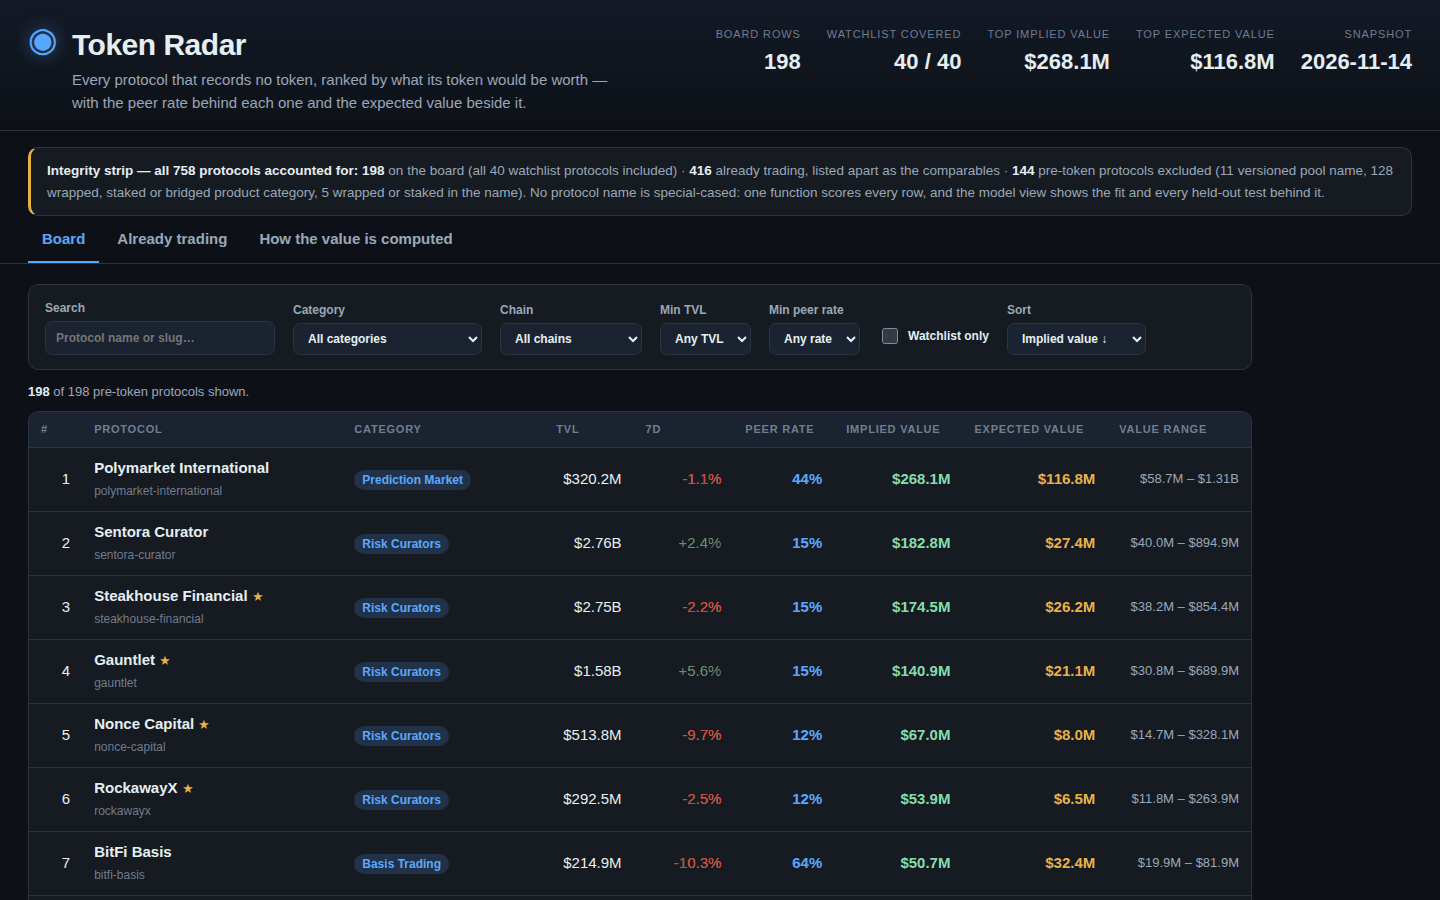 Token Radar
Every protocol that records no token, ranked by what its token would be worth —
with the peer rate behind each one and the expected value beside it.
BOARD ROWS
198
WATCHLIST COVERED
40 / 40
TOP IMPLIED VALUE
$268.1M
TOP EXPECTED VALUE
$116.8M
SNAPSHOT
2026-11-14
Integrity strip — all 758 protocols accounted for: 198 on the board (all 40 watchlist protocols included) · 416 already trading, listed apart as the comparables · 144 pre-token protocols excluded (11 versioned pool name, 128
wrapped, staked or bridged product category, 5 wrapped or staked in the name). No protocol name is special-cased: one function scores every row, and the model view shows the fit and every held-out test behind it.
Board Already trading How the value is computed
Search
Protocol name or slug…
Category
All categories
Chain
All chains
Min TVL
Any TVL
Min peer rate
Any rate
Watchlist only
Sort
Implied value ↓
198 of 198 pre-token protocols shown.
# PROTOCOL CATEGORY TVL 7D PEER RATE IMPLIED VALUE EXPECTED VALUE VALUE RANGE
1 Polymarket International Prediction Market $320.2M -1.1% 44% $268.1M $116.8M $58.7M – $1.31B
polymarket-international
2 Sentora Curator Risk Curators $2.76B +2.4% 15% $182.8M $27.4M $40.0M – $894.9M
sentora-curator
3 Steakhouse Financial ★ Risk Curators $2.75B -2.2% 15% $174.5M $26.2M $38.2M – $854.4M
steakhouse-financial
4 Gauntlet ★ Risk Curators $1.58B +5.6% 15% $140.9M $21.1M $30.8M – $689.9M
gauntlet
5 Nonce Capital ★ Risk Curators $513.8M -9.7% 12% $67.0M $8.0M $14.7M – $328.1M
nonce-capital
6 RockawayX ★ Risk Curators $292.5M -2.5% 12% $53.9M $6.5M $11.8M – $263.9M
rockawayx
7 BitFi Basis Basis Trading $214.9M -10.3% 64% $50.7M $32.4M $19.9M – $81.9M
bitfi-basis